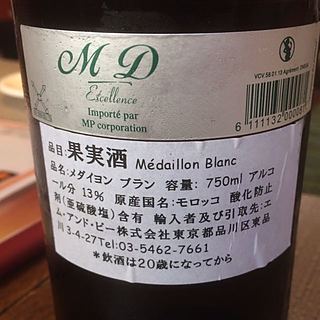 MD
Excellence
Importé par
MP corporation
6 111132 00005
品目:果実酒 Médaillon Blanc
品名:メダイヨン ブラン 容量: 750ml アルコ
ール分 13% 原産国名:モロッコ 酸化防止
剤(亜硫酸塩)含有 輸入者及び引取先:エ
ム・アンド・ピー株式会社東京都品川区東品
川3-4-27Tel:03-5462-7661
*飲酒は20歳になってから